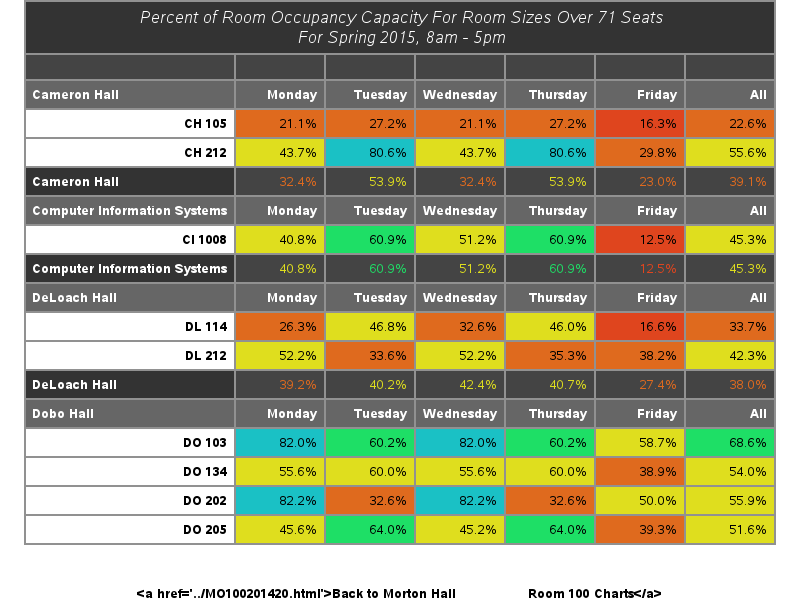 Percent of Room Occupancy Capacity For Room Sizes Over 71 Seats
For Spring 2015, 8am - 5pm
Cameron Hall Monday Tuesday Wednesday Thursday Friday All
CH 105 21.1% 27.2% 21.1% 27.2% 16.3% 22.6%
CH 212 43.7% 80.6% 43.7% 80.6% 29.8% 55.6%
Cameron Hall 32.4% 53.9% 32.4% 53.9% 23.0% 39.1%
Computer Information Systems Monday Tuesday Wednesday Thursday Friday All
CI 1008 40.8% 60.9% 51.2% 60.9% 12.5% 45.3%
Computer Information Systems 40.8% 60.9% 51.2% 60.9% 12.5% 45.3%
DeLoach Hall Monday Tuesday Wednesday Thursday Friday All
DL 114 26.3% 46.8% 32.6% 46.0% 16.6% 33.7%
DL 212 52.2% 33.6% 52.2% 35.3% 38.2% 42.3%
DeLoach Hall 39.2% 40.2% 42.4% 40.7% 27.4% 38.0%
Dobo Hall Monday Tuesday Wednesday Thursday Friday All
DO 103 82.0% 60.2% 82.0% 60.2% 58.7% 68.6%
DO 134 55.6% 60.0% 55.6% 60.0% 38.9% 54.0%
DO 202 82.2% 32.6% 82.2% 32.6% 50.0% 55.9%
DO 205 45.6% 64.0% 45.2% 64.0% 39.3% 51.6%
<a href='../MO100201420.html'>Back to Morton Hall Room 100 Charts</a>